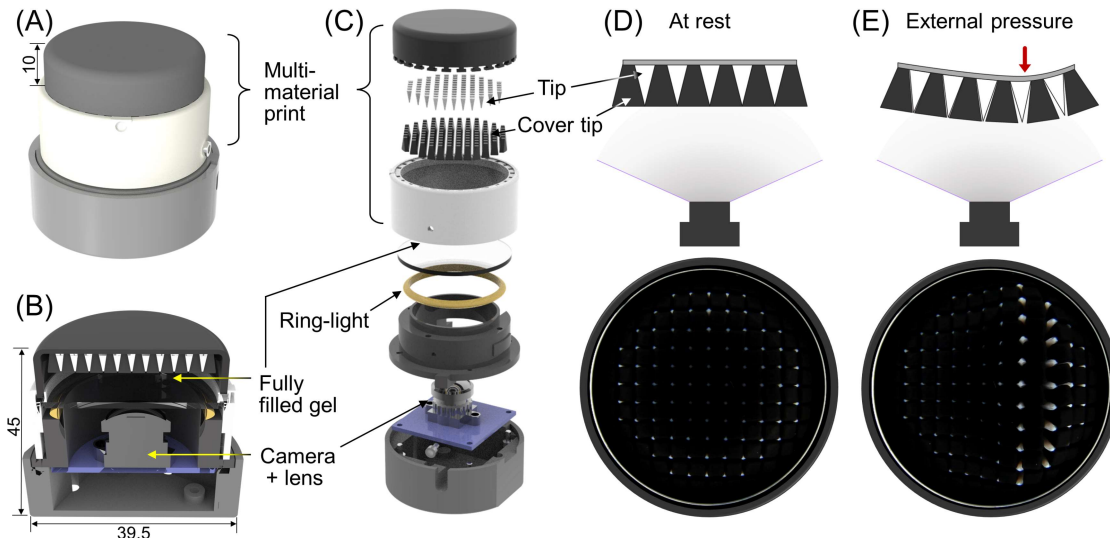 (A)
10
Multi-
material
print
(B)
45
39.5
Fully
filled gel
Camera
+ lens
(C)
Tip
Cover tip
Ring-light
(D) At rest
(E) External pressure